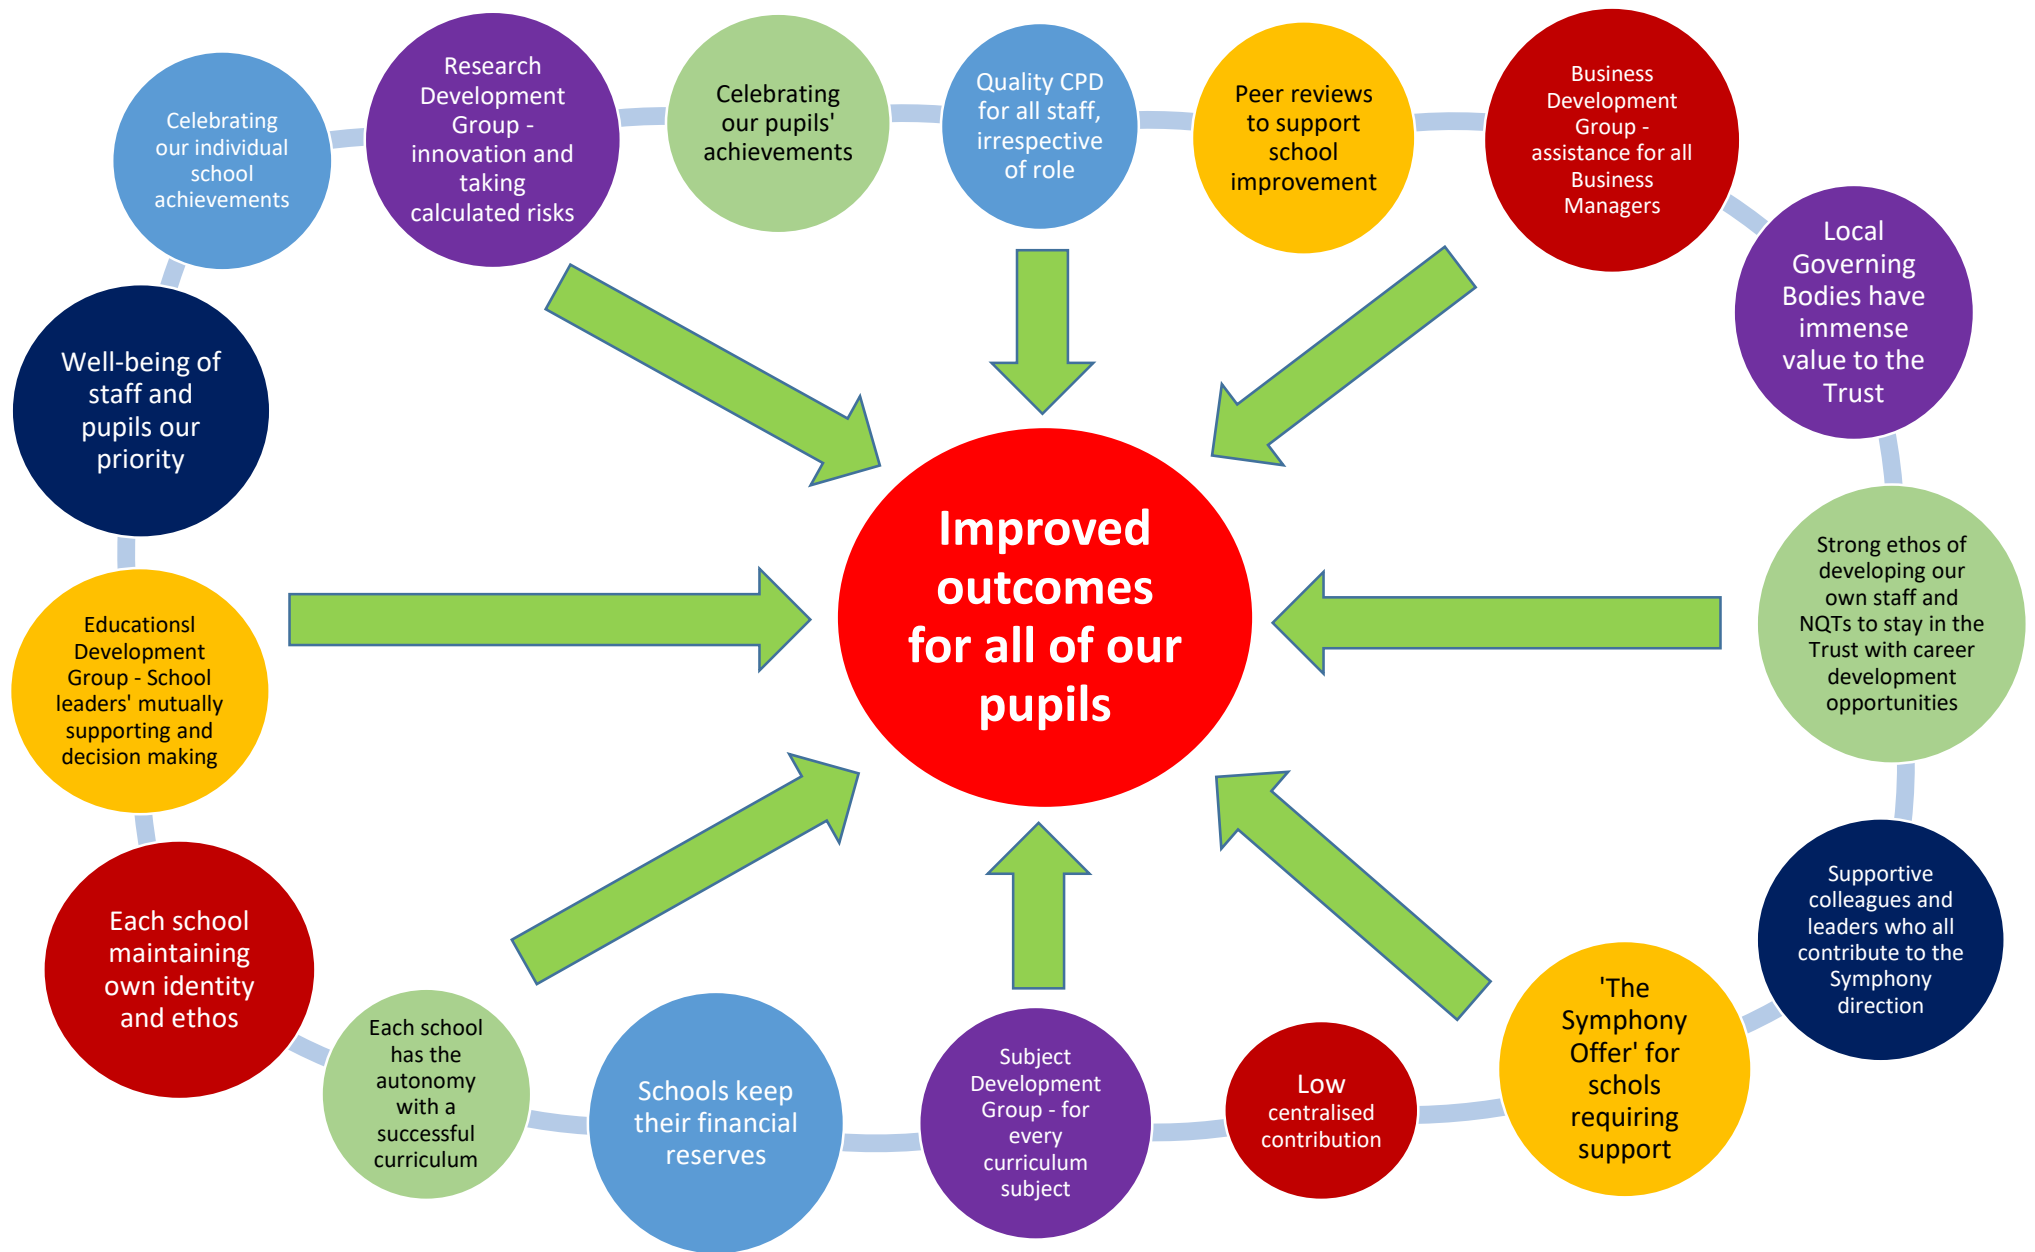 Celebrating
our individual
school
achievements
Research
Development
Group -
innovation and
taking
calculated risks
Celebrating
our pupils'
achievements
Quality CPD
for all staff,
irrespective
of role
Peer reviews
to support
school
improvement
Business
Development
Group -
assistance for all
Business
Managers
Local
Governing
Bodies have
immense
value to the
Trust
Strong ethos of
developing our
own staff and
NQTs to stay in the
Trust with career
development
opportunities
Supportive
colleagues and
leaders who all
contribute to the
Symphony
direction
'The
Symphony
Offer' for
schols
requiring
support
Low
centralised
contribution
Subject
Development
Group - for
every
curriculum
subject
Schools keep
their financial
reserves
Each school
has the
autonomy
with a
successful
curriculum
Each school
maintaining
own identity
and ethos
Educationsl
Development
Group - School
leaders' mutually
supporting and
decision making
Well-being of
staff and
pupils our
priority
Improved
outcomes
for all of our
pupils